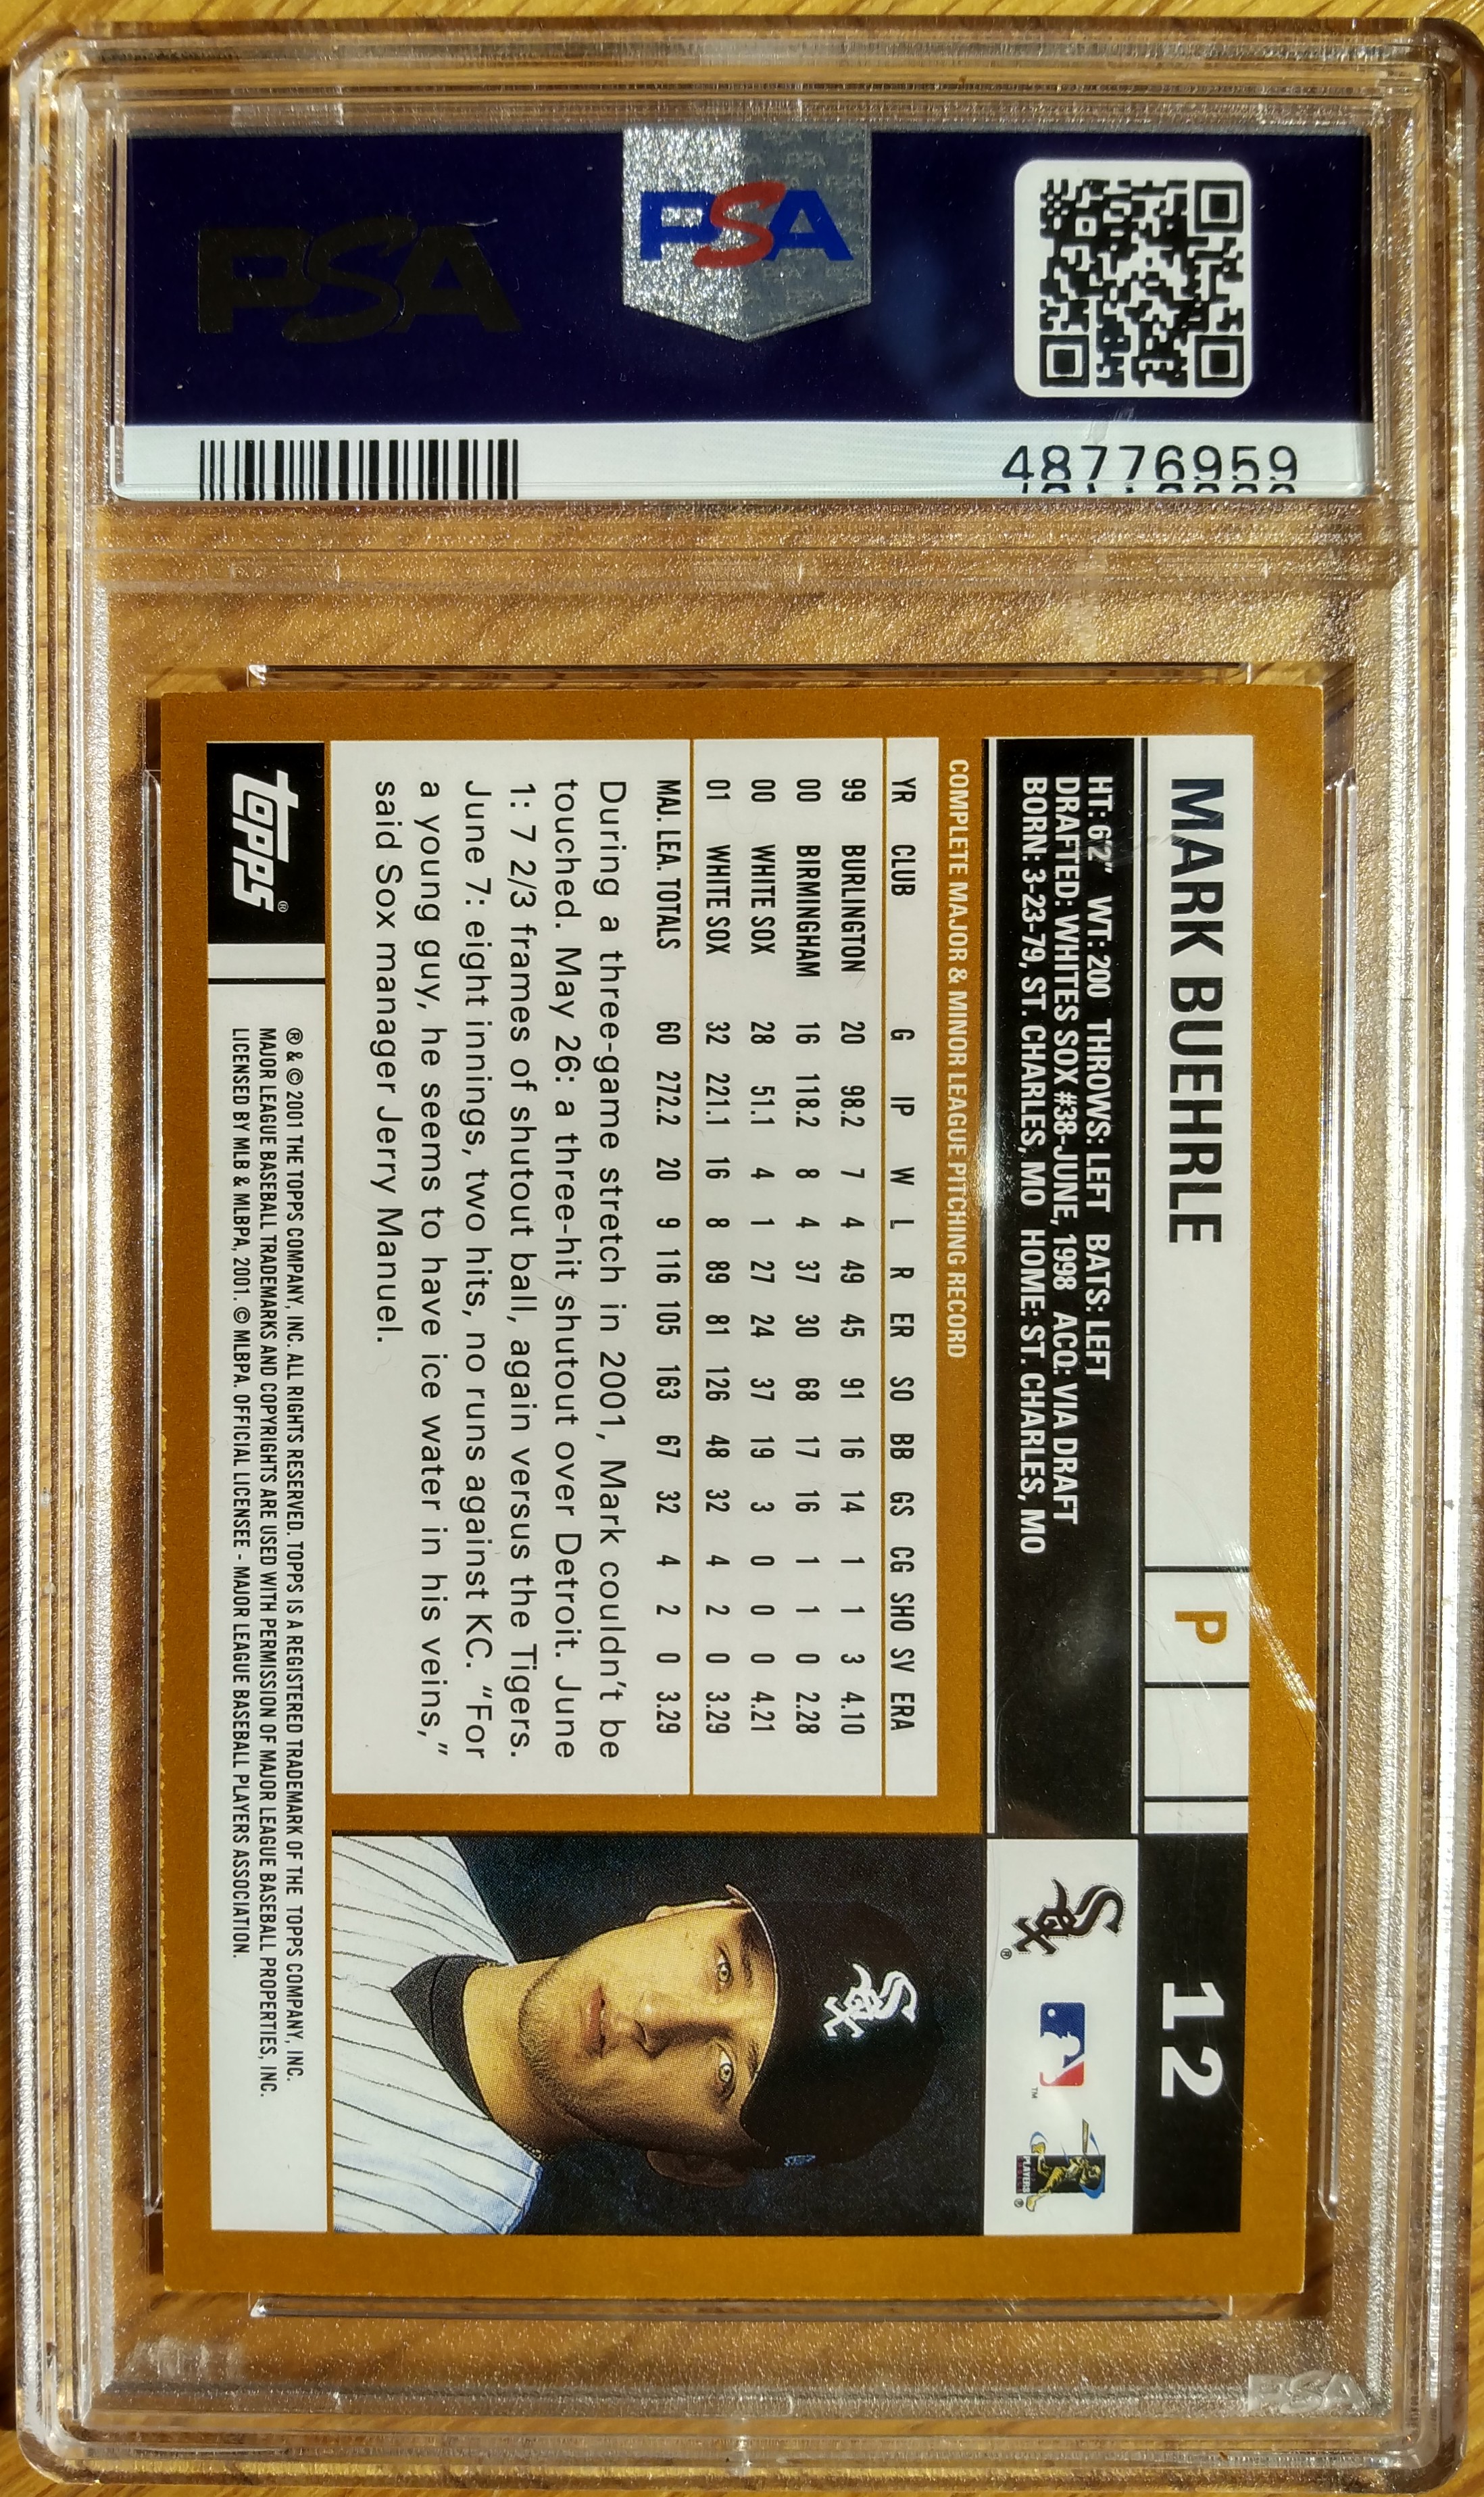 PSA
PSA
48776959
MARK BUEHRLE
P
12
HT: 6'2" WT: 200 THROWS: LEFT BATS: LEFT
DRAFTED: WHITES SOX #38-JUNE, 1998 ACQ: VIA DRAFT
BORN: 3-23-79, ST. CHARLES, MO HOME: ST. CHARLES, MO
Sox
®
TM
PLAYERS
®
COMPLETE MAJOR & MINOR LEAGUE PITCHING RECORD
YR CLUB G IP W L R ER SO BB GS CG SHO SV ERA
99 BURLINGTON 20 98.2 7 4 49 45 91 16 14 1 1 3 4.10
00 BIRMINGHAM 16 118.2 8 4 37 30 68 17 16 1 1 0 2.28
00 WHITE SOX 28 51.1 4 1 27 24 37 19 3 0 0 0 4.21
01 WHITE SOX 32 221.1 16 8 89 81 126 48 32 4 2 0 3.29
MAJ. LEA. TOTALS 60 272.2 20 9 116 105 163 67 32 4 2 0 3.29
Sox
During a three-game stretch in 2001, Mark couldn't be
touched. May 26: a three-hit shutout over Detroit. June
1: 7 2/3 frames of shutout ball, again versus the Tigers.
June 7: eight innings, two hits, no runs against KC. "For
a young guy, he seems to have ice water in his veins,"
said Sox manager Jerry Manuel.
topps®
® & © 2001 THE TOPPS COMPANY, INC. ALL RIGHTS RESERVED. TOPPS IS A REGISTERED TRADEMARK OF THE TOPPS COMPANY, INC.
MAJOR LEAGUE BASEBALL TRADEMARKS AND COPYRIGHTS ARE USED WITH PERMISSION OF MAJOR LEAGUE BASEBALL PROPERTIES, INC.
LICENSED BY MLB & MLBPA, 2001. © MLBPA. OFFICIAL LICENSEE - MAJOR LEAGUE BASEBALL PLAYERS ASSOCIATION.
PSA